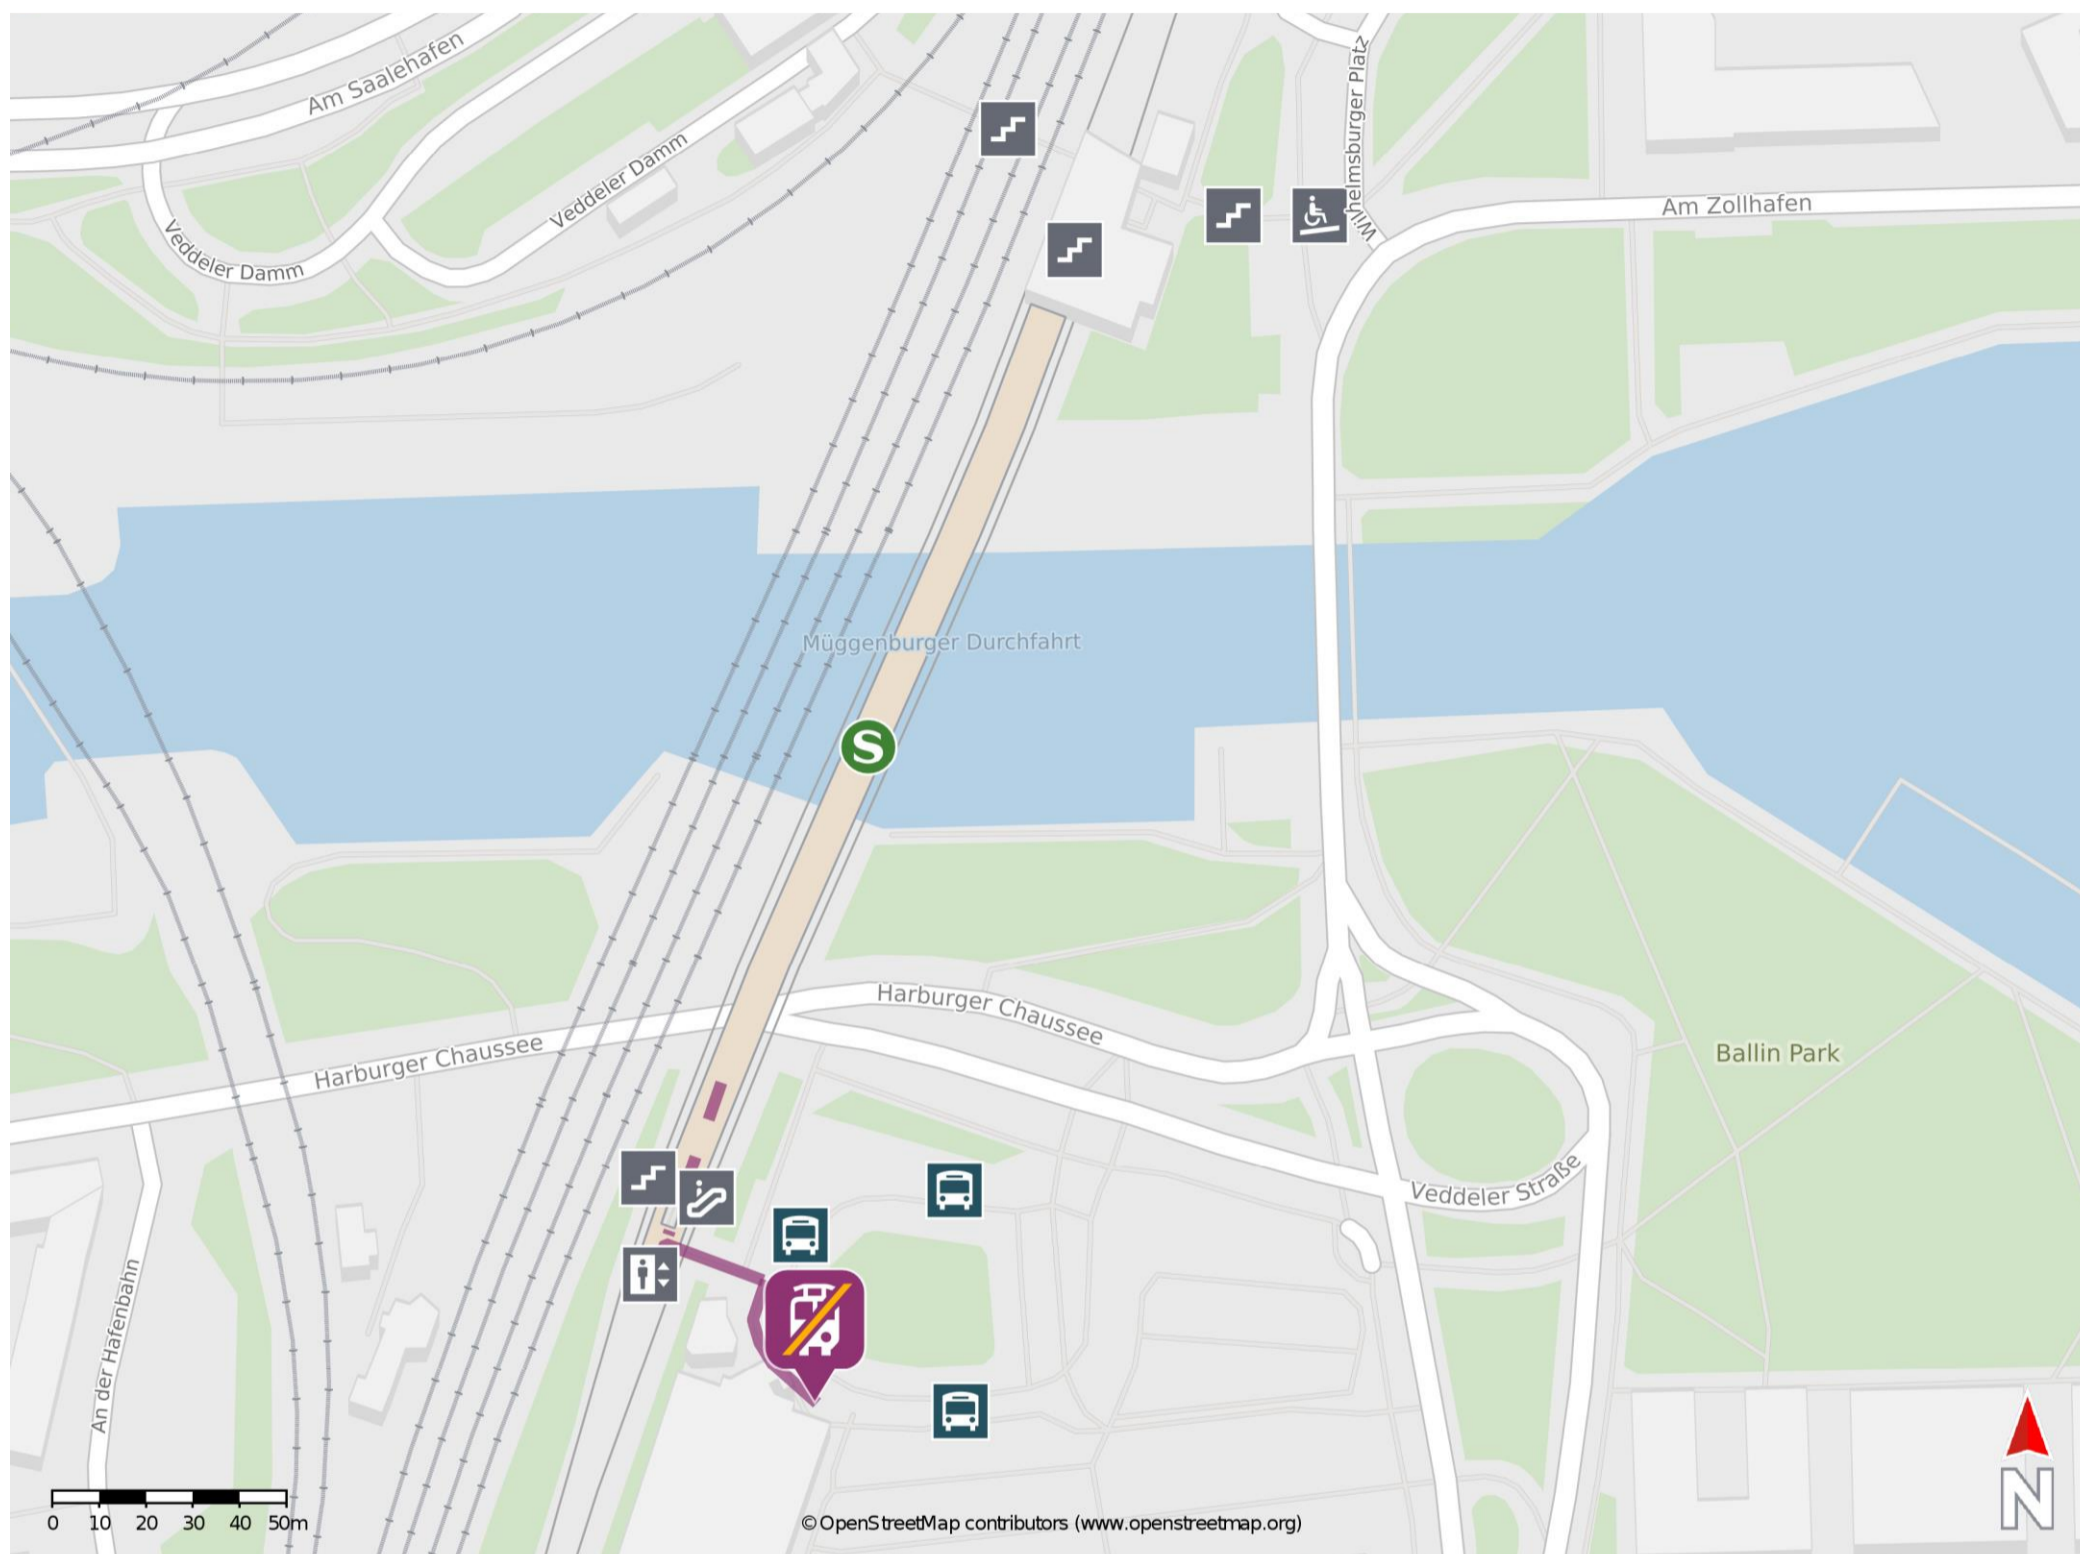 Am Saalehafen
Wilhelmsburger Platz
Veddeler Damm
Veddeler Damm
Am Zollhafen
Müggenburger Durchfahrt
S
Harburger Chaussee
Harburger Chaussee
Ballin Park
Veddeler Straße
An der Hafenbahn
0 10 20 30 40 50m
© OpenStreetMap contributors (www.openstreetmap.org)
N